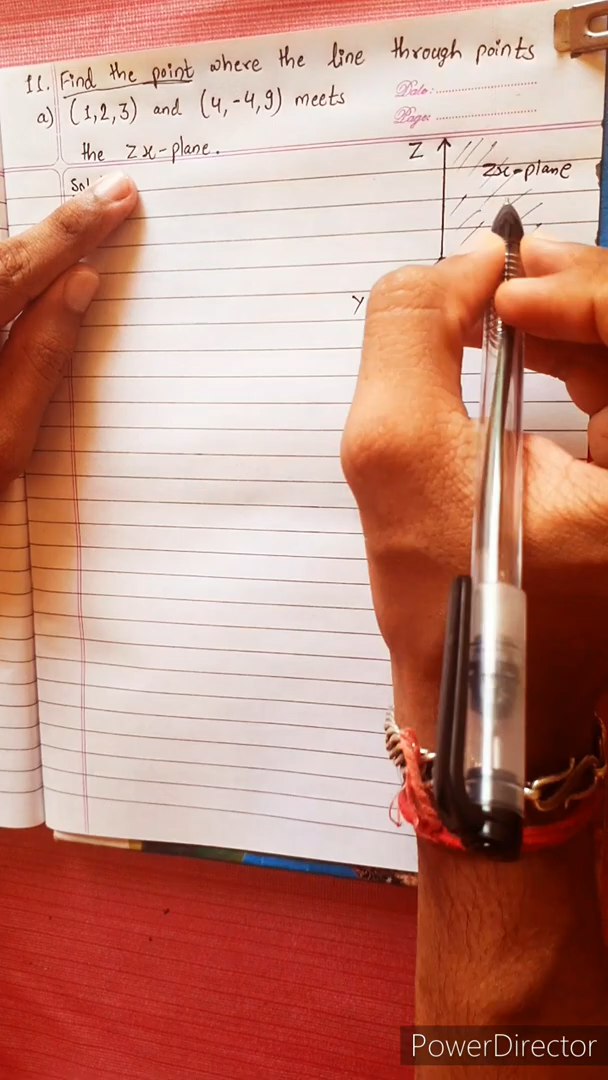 11. Find the point where the line through points
a) (1,2,3) and (4,-4,9) meets
Date:
Page:
the zx-plane.
Z
zx-plane
Sol
Y
PowerDirector